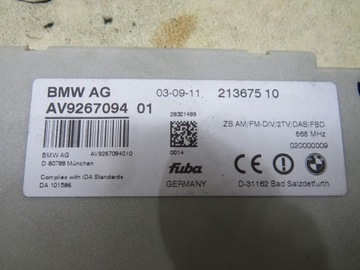 BMW AG 03-09-11 213675 10
AV9267094 01
28321489
ZB AM/FM-DIV/2TV/DAB/FBD
868 MHz
020000009
0014
BMW AG AV9267094010
D 80788 München
Complies with IDA Standards
DA 101586
fuba
GERMANY
D-31162 Bad Salzdetfurth